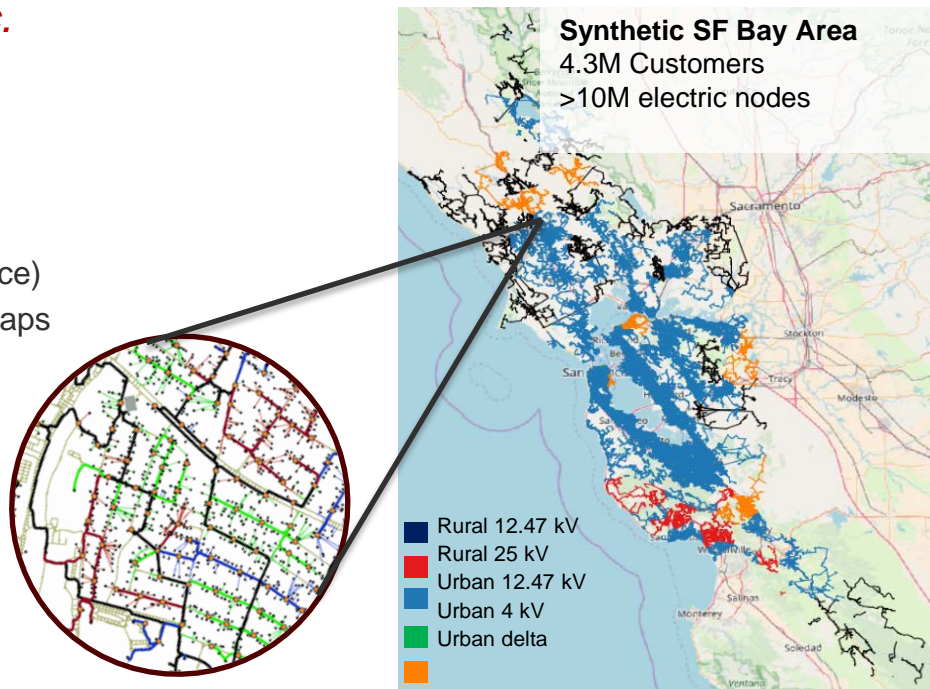 Synthetic SF Bay Area
4.3M Customers
>10M electric nodes
Sacramento
ce)
aps
Stockton
San
Tracy
Modesto
Rural 12.47 kV
Rural 25 kV
Urban 12.47 kV
Urban 4 kV
Urban delta
Salinas
Monterey
Soledad
Ventana